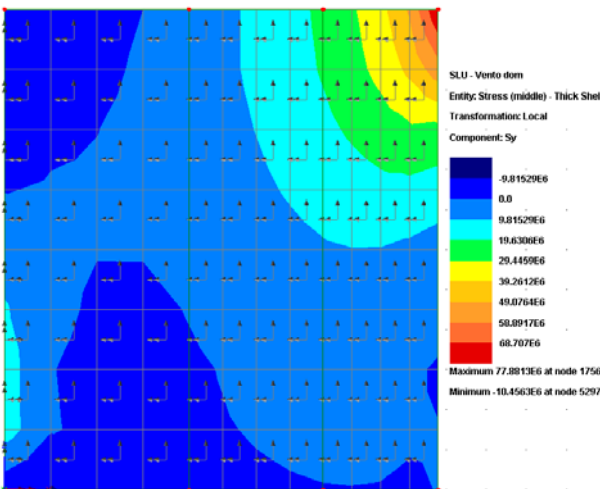 SLU - Vento dom
Entity: Stress (middle) - Thick Shel
Transformation: Local
Component: Sy
-9.81529E6
0.0
9.81529E6
19.6306E6
29.4459E6
39.2612E6
49.0764E6
58.8917E6
68.707E6
Maximum 77.8813E6 at node 1756
Minimum -10.4563E6 at node 5297